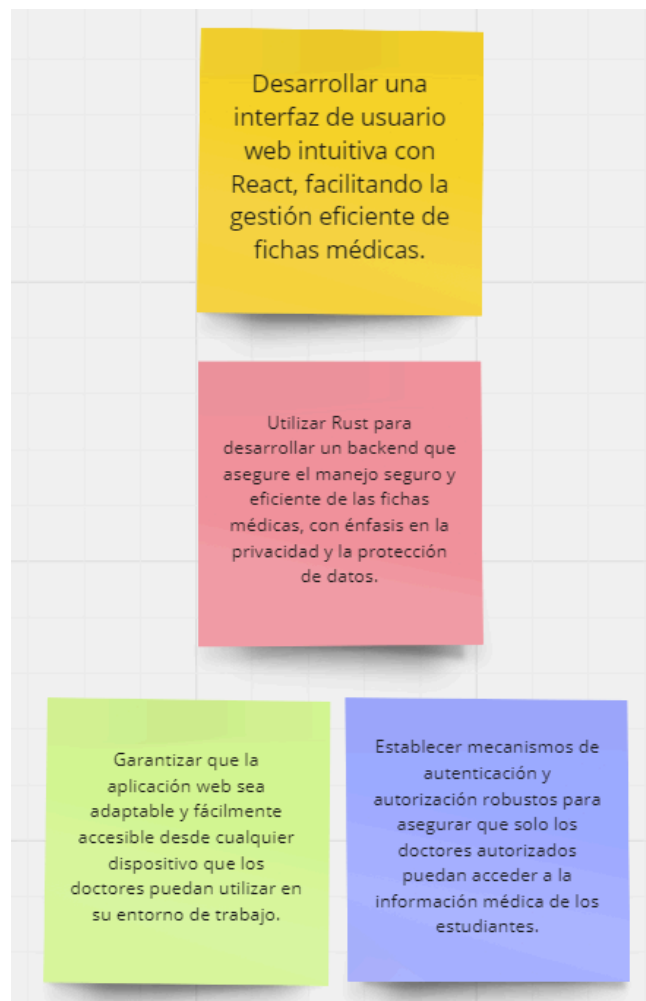 Desarrollar una
interfaz de usuario
web intuitiva con
React, facilitando la
gestión eficiente de
fichas médicas.
Utilizar Rust para
desarrollar un backend que
asegure el manejo seguro y
eficiente de las fichas
médicas, con énfasis en la
privacidad y la protección
de datos.
Garantizar que la
aplicación web sea
adaptable y fácilmente
accesible desde cualquier
dispositivo que los
doctores puedan utilizar en
su entorno de trabajo.
Establecer mecanismos de
autenticación y
autorización robustos para
asegurar que solo los
doctores autorizados
puedan acceder a la
información médica de los
estudiantes.